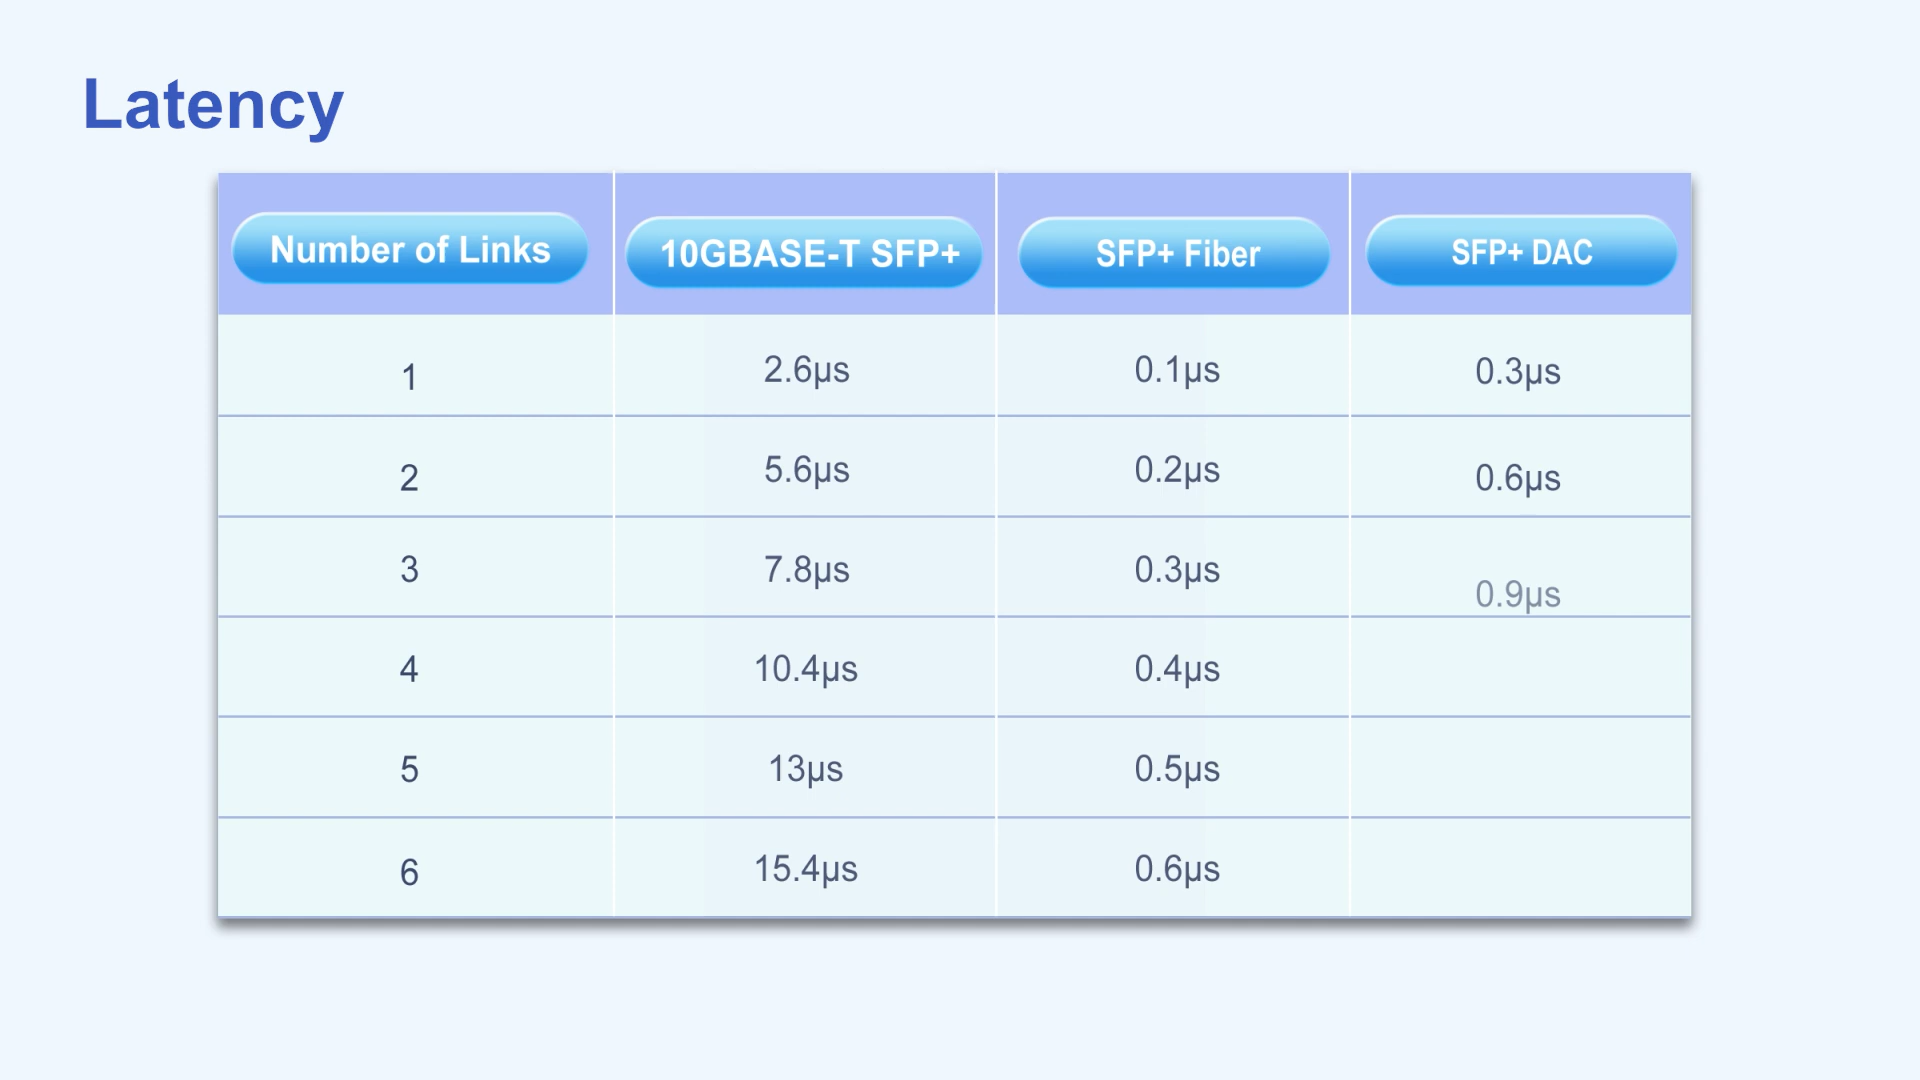 Latency
Number of Links 10GBASE-T SFP+ SFP+ Fiber SFP+ DAC
1 2.6µs 0.1µs 0.3µs
2 5.6µs 0.2µs 0.6µs
3 7.8µs 0.3µs 0.9µs
4 10.4µs 0.4µs
5 13µs 0.5µs
6 15.4µs 0.6µs